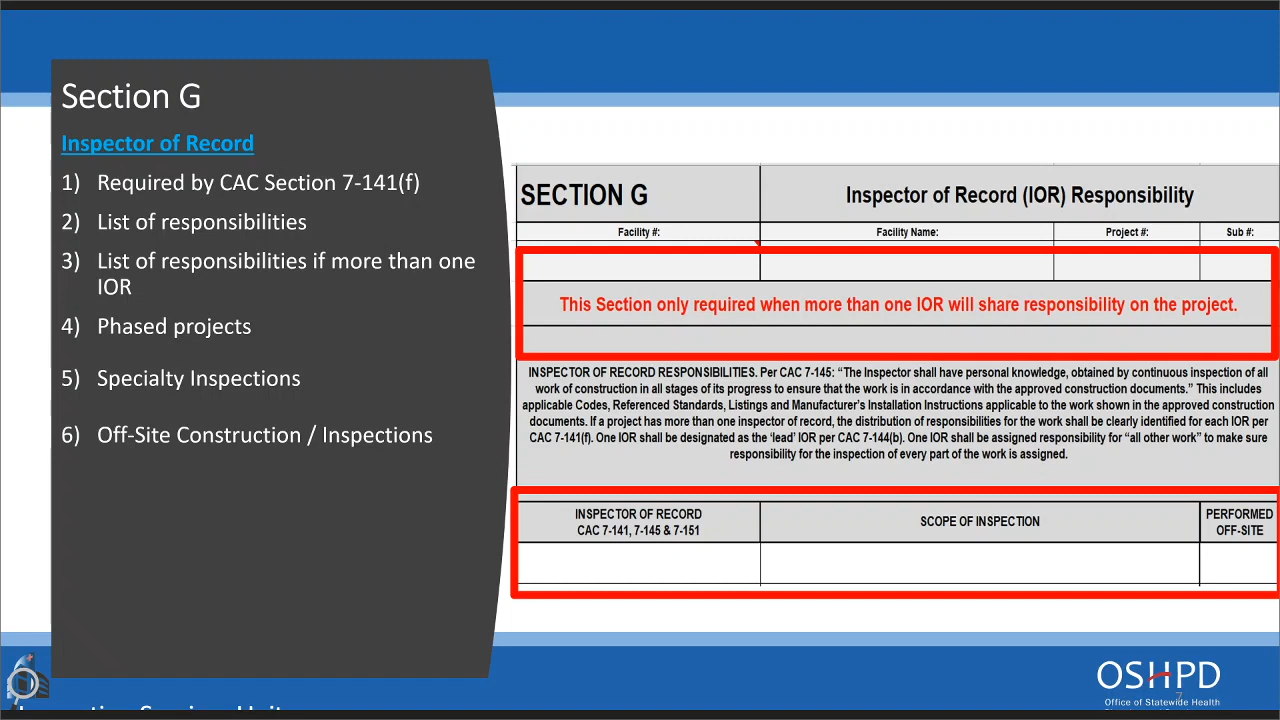 Section G
Inspector of Record
1) Required by CAC Section 7-141(f)
2) List of responsibilities
3) List of responsibilities if more than one
IOR
4) Phased projects
5) Specialty Inspections
6) Off-Site Construction / Inspections
SECTION G
Inspector of Record (IOR) Responsibility
Facility #:
Facility Name:
Project #:
Sub #:
This Section only required when more than one IOR will share responsibility on the project.
INSPECTOR OF RECORD RESPONSIBILITIES. Per CAC 7-145: “The Inspector shall have personal knowledge, obtained by continuous inspection of all
work of construction in all stages of its progress to ensure that the work is in accordance with the approved construction documents.” This includes
applicable Codes, Referenced Standards, Listings and Manufacturer’s Installation Instructions applicable to the work shown in the approved construction
documents. If a project has more than one inspector of record, the distribution of responsibilities for the work shall be clearly identified for each IOR per
CAC 7-141(f). One IOR shall be designated as the ‘lead’ IOR per CAC 7-144(b). One IOR shall be assigned responsibility for “all other work” to make sure
responsibility for the inspection of every part of the work is assigned.
INSPECTOR OF RECORD
CAC 7-141, 7-145 & 7-151
SCOPE OF INSPECTION
PERFORMED
OFF-SITE
OSHPD
7
Office of Statewide Health